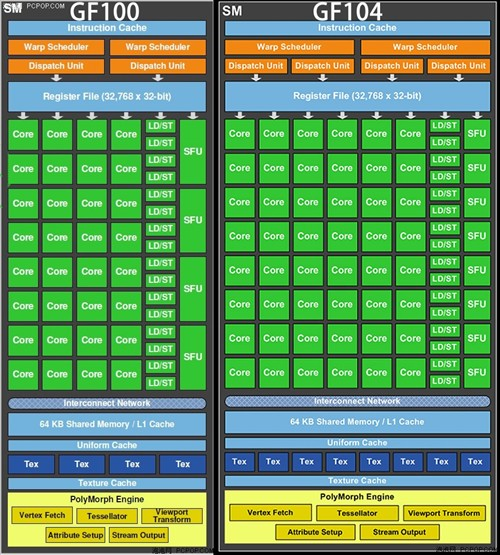 SM PCPOP.COM GF100
Instruction Cache
Warp Scheduler Warp Scheduler
Dispatch Unit Dispatch Unit
Register File (32,768 x 32-bit)
Core Core Core Core LD/ST LD/ST
SFU
Core Core Core Core LD/ST LD/ST
Core Core Core Core LD/ST LD/ST
SFU
Core Core Core Core LD/ST LD/ST
Core Core Core Core LD/ST LD/ST
SFU
Core Core Core Core LD/ST LD/ST
Core Core Core Core LD/ST LD/ST
SFU
Core Core Core Core LD/ST LD/ST
Interconnect Network
64 KB Shared Memory / L1 Cache
Uniform Cache
Tex Tex Tex Tex
Texture Cache
PolyMorph Engine
Vertex Fetch Tessellator Viewport Transform
Attribute Setup Stream Output
SM GF104
Instruction Cache
Warp Scheduler Warp Scheduler
Dispatch Unit Dispatch Unit Dispatch Unit Dispatch Unit
Register File (32,768 x 32-bit)
Core Core Core Core Core Core LD/ST LD/ST SFU
Core Core Core Core Core Core LD/ST LD/ST SFU
Core Core Core Core Core Core LD/ST LD/ST SFU
Core Core Core Core Core Core LD/ST LD/ST SFU
Core Core Core Core Core Core LD/ST LD/ST SFU
Core Core Core Core Core Core LD/ST LD/ST SFU
Core Core Core Core Core Core LD/ST LD/ST SFU
Core Core Core Core Core Core LD/ST LD/ST SFU
Interconnect Network
64 KB Shared Memory / L1 Cache
Uniform Cache
Tex Tex Tex Tex Tex Tex Tex Tex
Texture Cache
PolyMorph Engine
Vertex Fetch Tessellator Viewport Transform
Attribute Setup Stream Output
泡泡网 PCPOP.COM